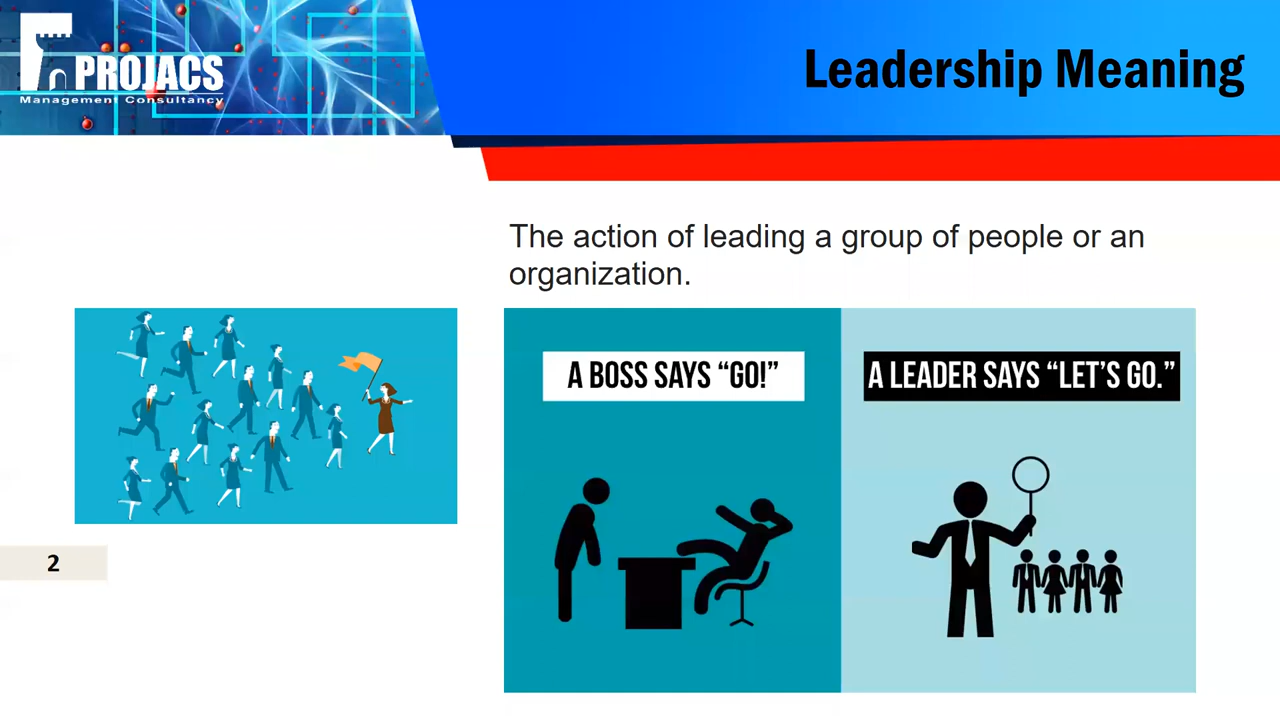 PROJACS
Management Consultancy
Leadership Meaning
The action of leading a group of people or an
organization.
A BOSS SAYS “GO!”
A LEADER SAYS “LET’S GO.”
2